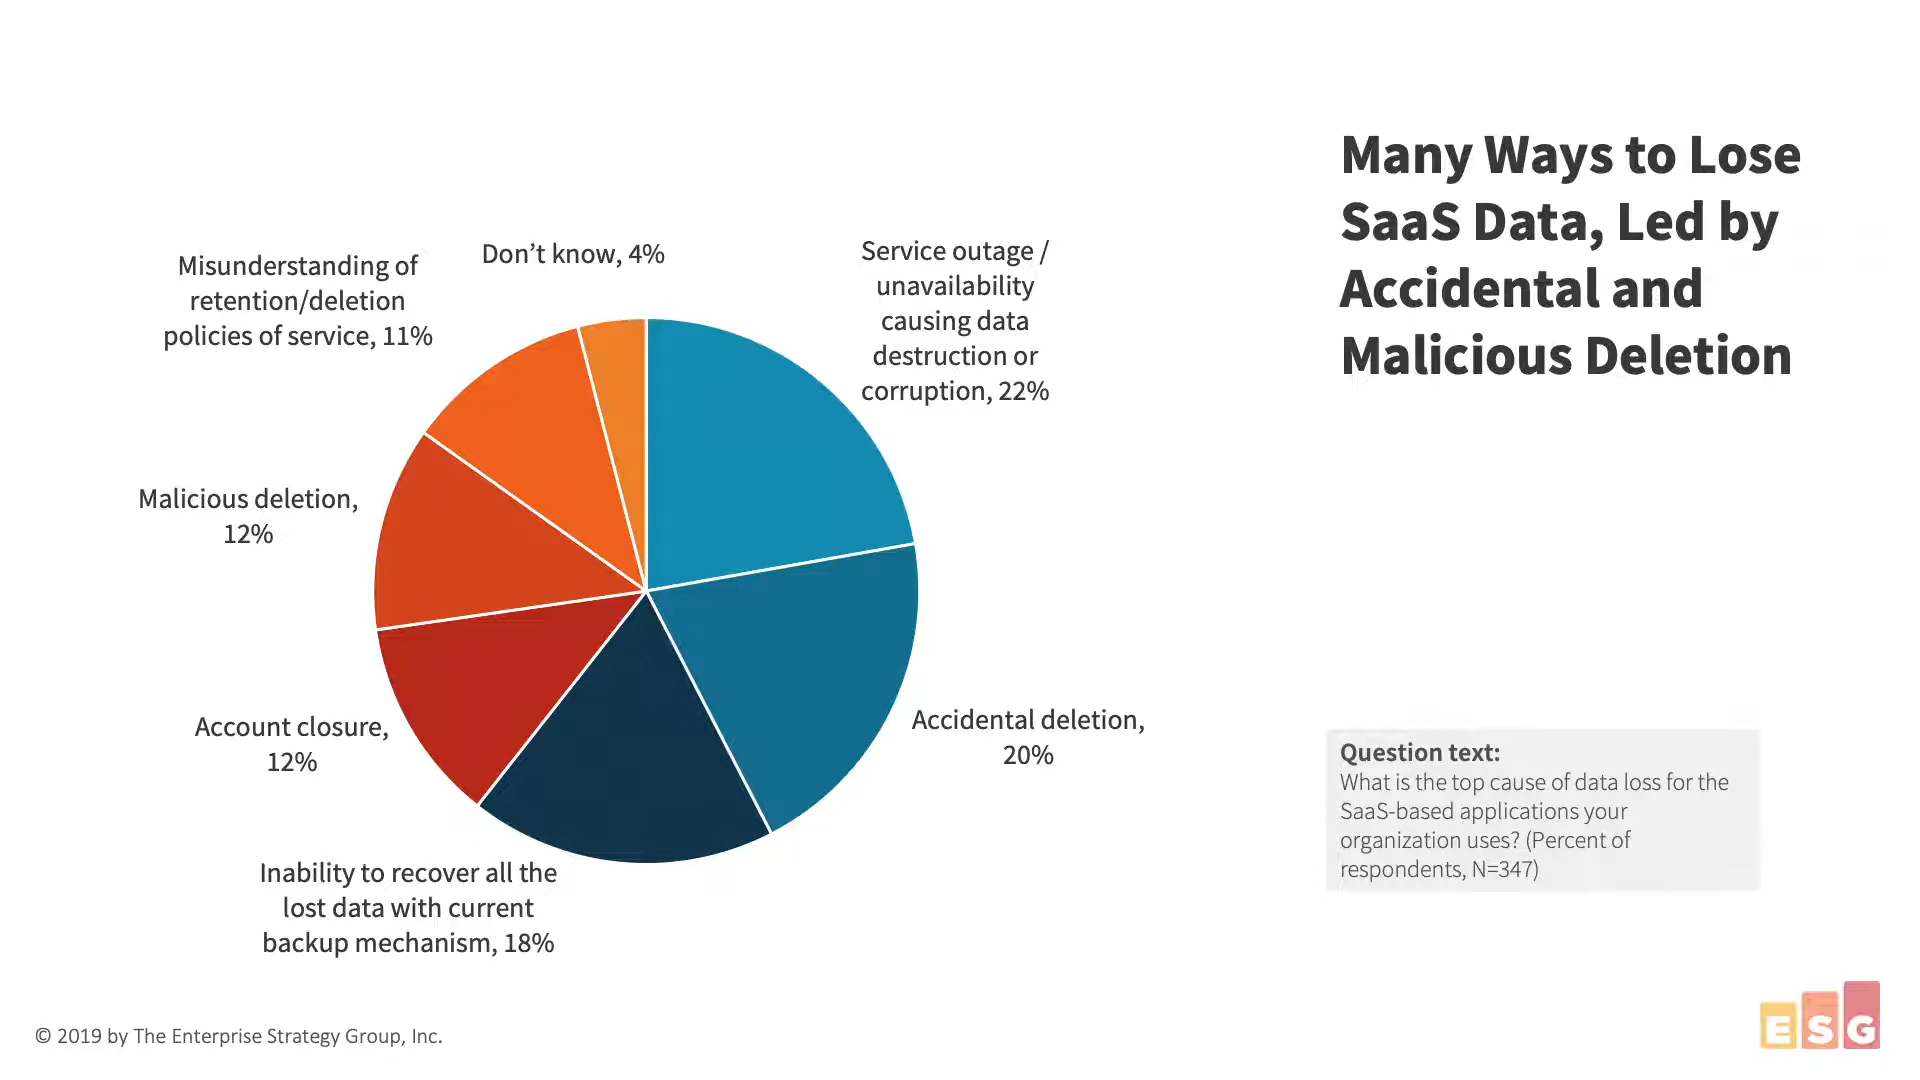 Many Ways to Lose
SaaS Data, Led by
Accidental and
Malicious Deletion
Misunderstanding of
retention/deletion
policies of service, 11%
Don’t know, 4%
Service outage /
unavailability
causing data
destruction or
corruption, 22%
Malicious deletion,
12%
Account closure,
12%
Accidental deletion,
20%
Inability to recover all the
lost data with current
backup mechanism, 18%
Question text:
What is the top cause of data loss for the
SaaS-based applications your
organization uses? (Percent of
respondents, N=347)
© 2019 by The Enterprise Strategy Group, Inc.
ESG